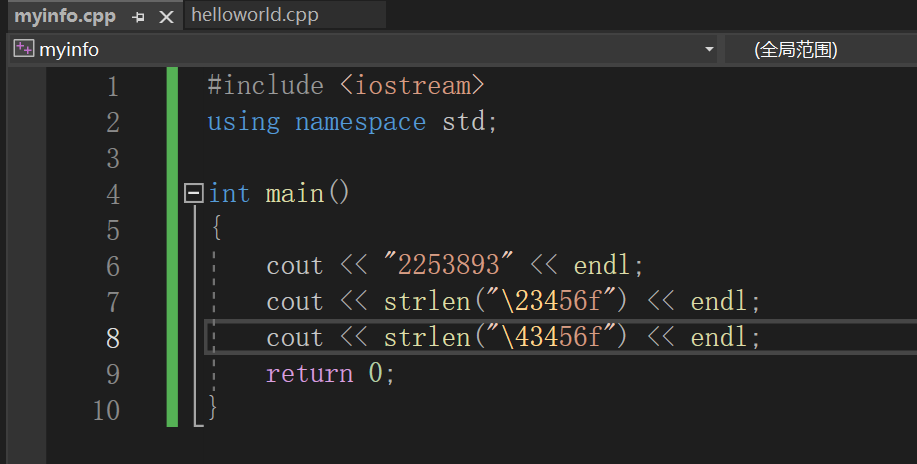 myinfo.cpp helloworld.cpp
myinfo (全局范围)
1 #include <iostream>
2 using namespace std;
3
4 int main()
5 {
6 cout << "2253893" << endl;
7 cout << strlen("\23456f") << endl;
8 cout << strlen("\43456f") << endl;
9 return 0;
10 }